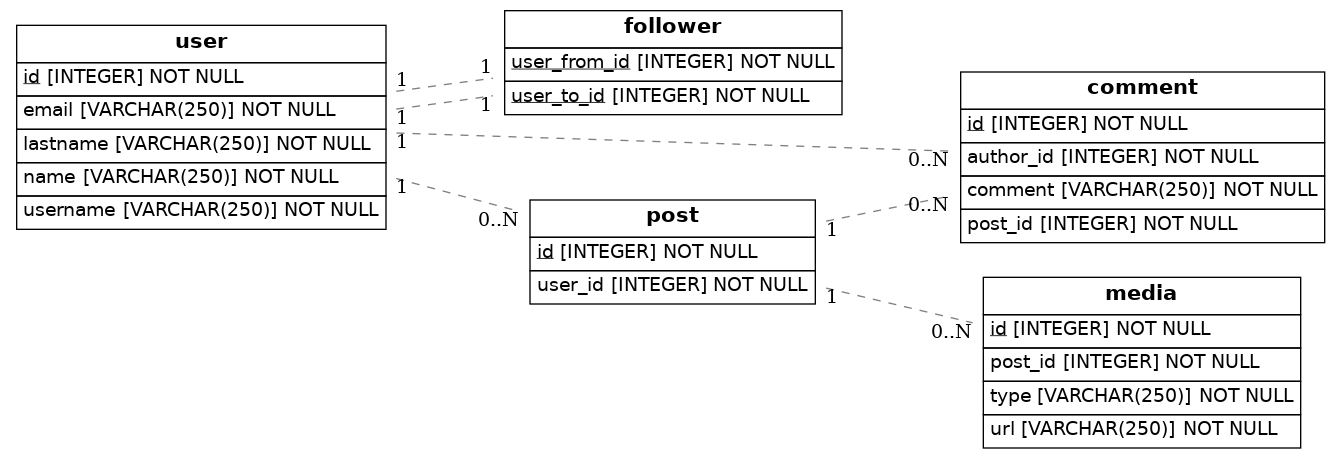 user
id [INTEGER] NOT NULL
email [VARCHAR(250)] NOT NULL
lastname [VARCHAR(250)] NOT NULL
name [VARCHAR(250)] NOT NULL
username [VARCHAR(250)] NOT NULL
follower
user_from_id [INTEGER] NOT NULL
user_to_id [INTEGER] NOT NULL
1
1
1
1
1
0..N
1
0..N
post
id [INTEGER] NOT NULL
user_id [INTEGER] NOT NULL
1
0..N
1
0..N
comment
id [INTEGER] NOT NULL
author_id [INTEGER] NOT NULL
comment [VARCHAR(250)] NOT NULL
post_id [INTEGER] NOT NULL
media
id [INTEGER] NOT NULL
post_id [INTEGER] NOT NULL
type [VARCHAR(250)] NOT NULL
url [VARCHAR(250)] NOT NULL